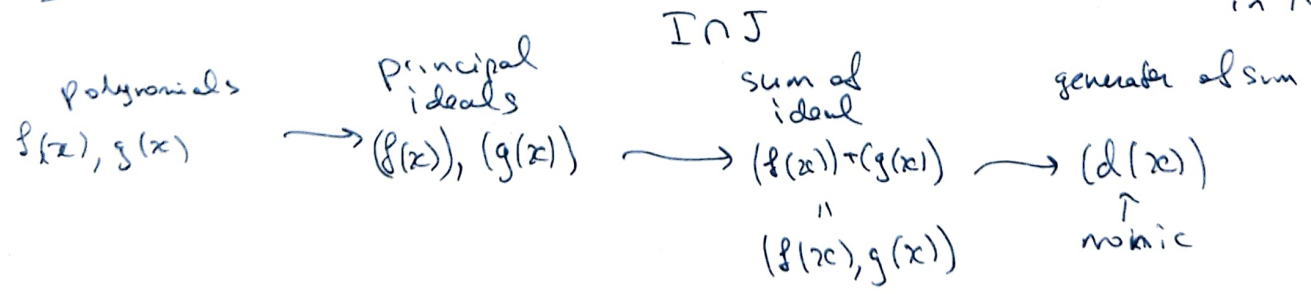 I ∩ J
polynomials
f(x), g(x)
→
principal
ideals
(f(x)), (g(x))
→
sum of
ideal
(f(x))+(g(x))
=
(f(x), g(x))
→
generator of sum
(d(x))
↑
monic